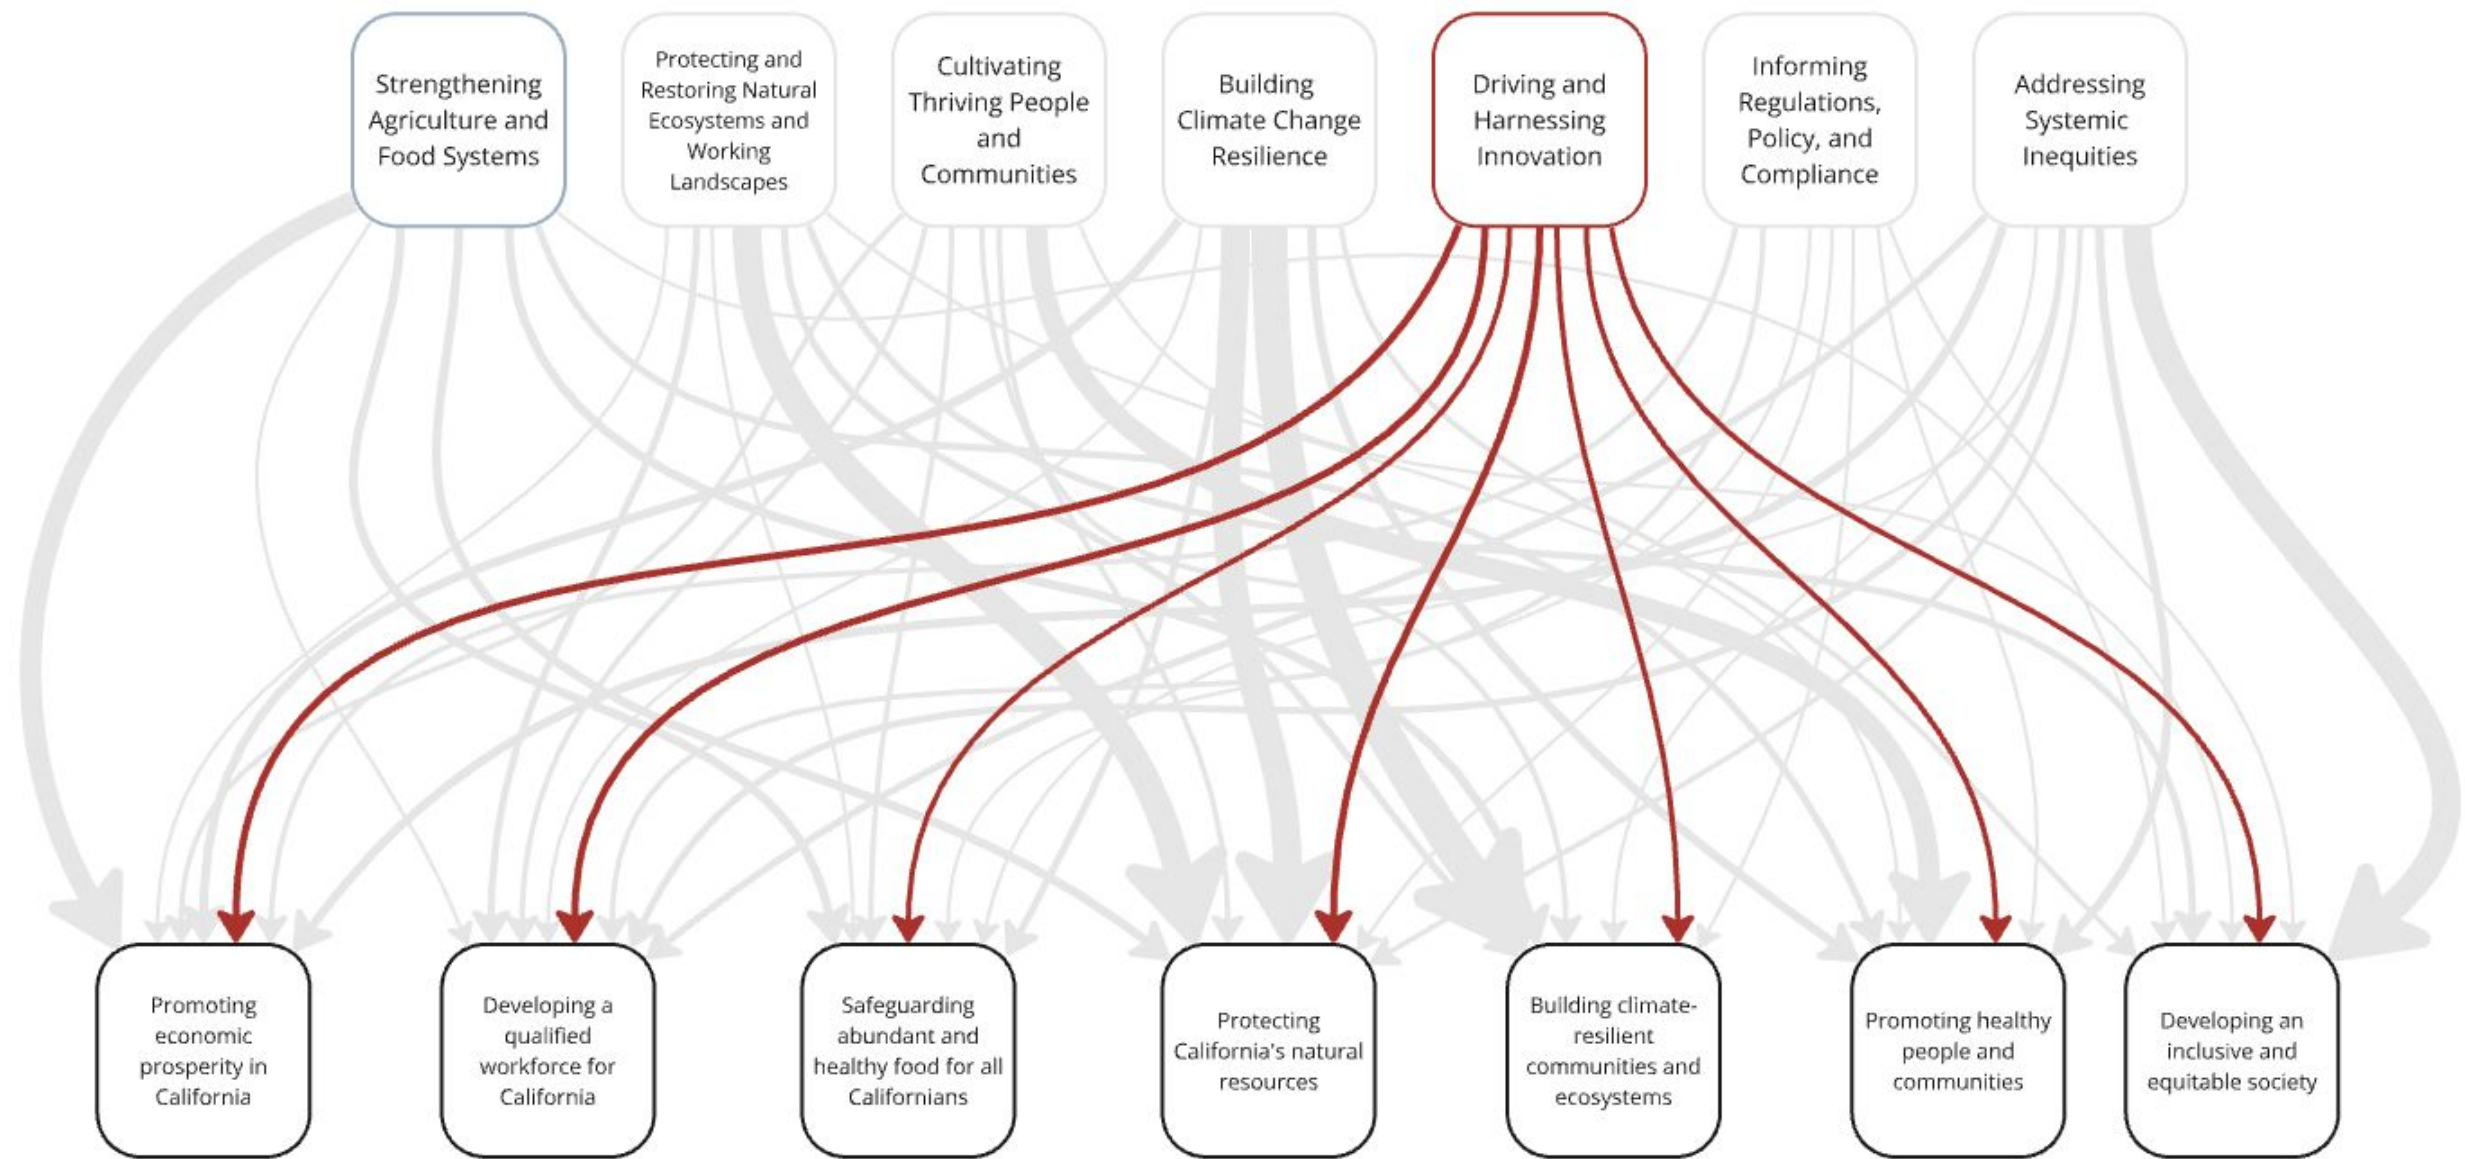 Strengthening
Agriculture and
Food Systems
Protecting and
Restoring Natural
Ecosystems and
Working
Landscapes
Cultivating
Thriving People
and
Communities
Building
Climate Change
Resilience
Driving and
Harnessing
Innovation
Informing
Regulations,
Policy, and
Compliance
Addressing
Systemic
Inequities
Promoting
economic
prosperity in
California
Developing a
qualified
workforce for
California
Safeguarding
abundant and
healthy food for all
Californians
Protecting
California's natural
resources
Building climate-
resilient
communities and
ecosystems
Promoting healthy
people and
communities
Developing an
inclusive and
equitable society